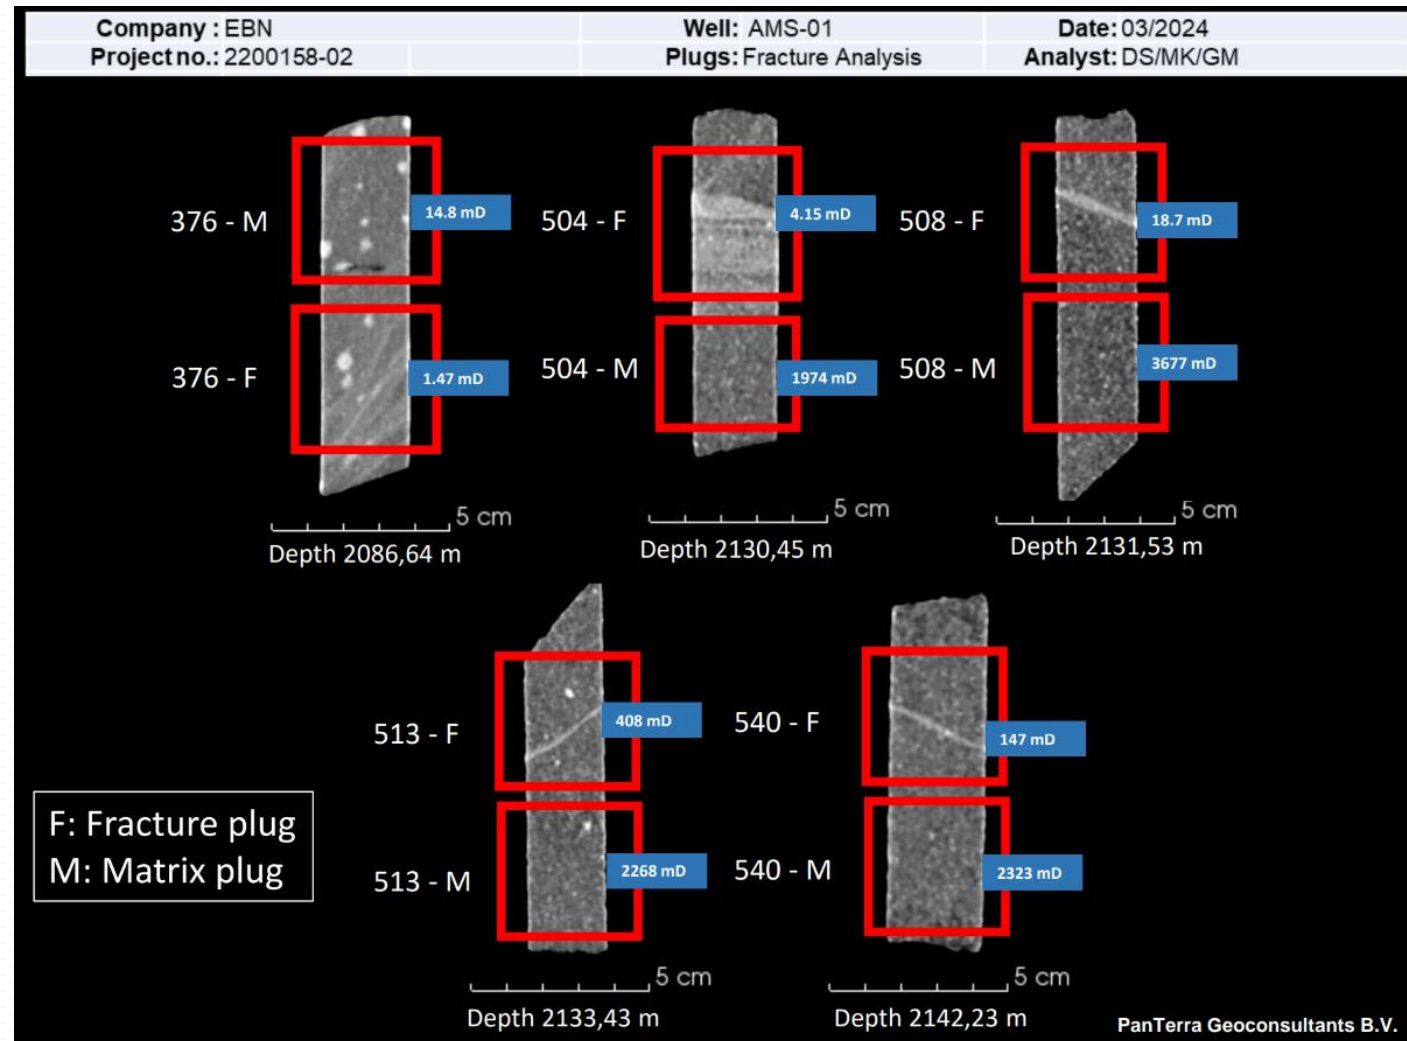 Company : EBN Well: AMS-01 Date: 03/2024
Project no.: 2200158-02 Plugs: Fracture Analysis Analyst: DS/MK/GM
376 - M 14.8 mD
504 - F 4.15 mD
508 - F 18.7 mD
376 - F 1.47 mD
504 - M 1974 mD
508 - M 3677 mD
5 cm
5 cm
5 cm
Depth 2086,64 m
Depth 2130,45 m
Depth 2131,53 m
513 - F 408 mD
540 - F 147 mD
513 - M 2268 mD
540 - M 2323 mD
F: Fracture plug
M: Matrix plug
5 cm
5 cm
Depth 2133,43 m
Depth 2142,23 m
PanTerra Geoconsultants B.V.